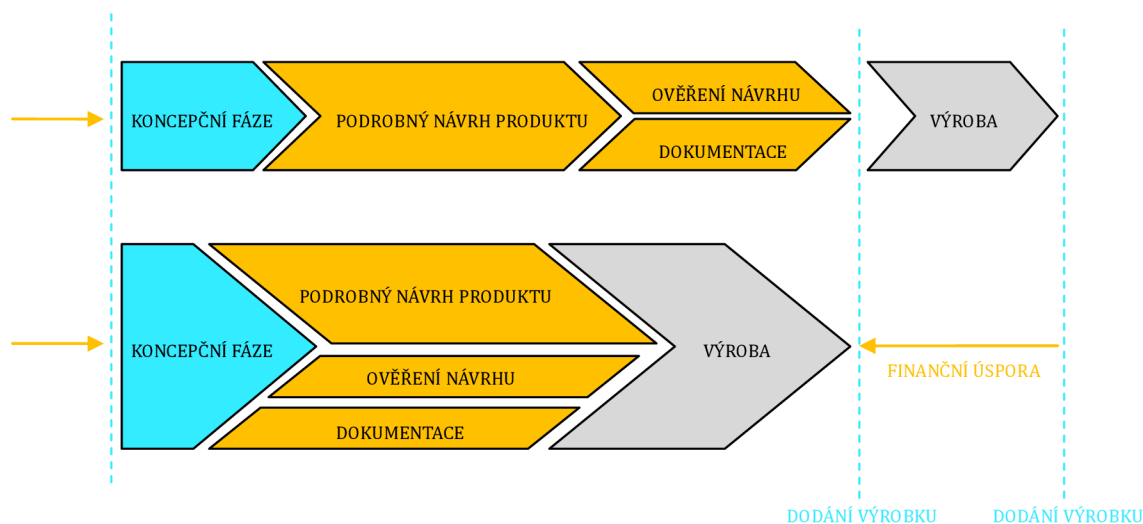 KONCEPČNÍ FÁZE
PODROBNÝ NÁVRH PRODUKTU
OVĚŘENÍ NÁVRHU
DOKUMENTACE
VÝROBA
KONCEPČNÍ FÁZE
PODROBNÝ NÁVRH PRODUKTU
OVĚŘENÍ NÁVRHU
DOKUMENTACE
VÝROBA
FINANČNÍ ÚSPORA
DODÁNÍ VÝROBKU
DODÁNÍ VÝROBKU